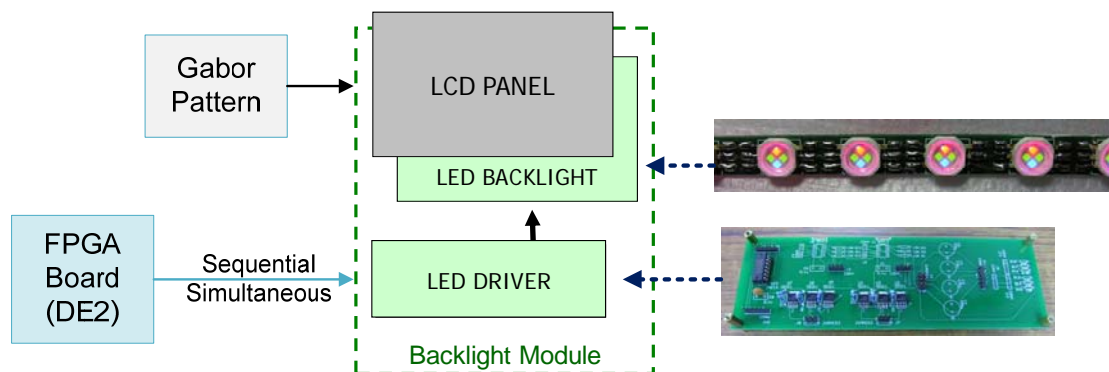 Gabor
Pattern
LCD PANEL
LED BACKLIGHT
FPGA
Board
(DE2)
Sequential
Simultaneous
LED DRIVER
Backlight Module